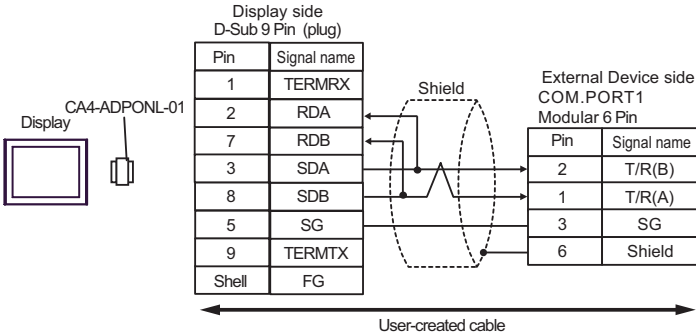 Display side
D-Sub 9 Pin (plug)
Pin Signal name
1 TERMRX
2 RDA
7 RDB
3 SDA
8 SDB
5 SG
9 TERMTX
Shell FG
CA4-ADPONL-01
Display
Shield
External Device side
COM.PORT1
Modular 6 Pin
Pin Signal name
2 T/R(B)
1 T/R(A)
3 SG
6 Shield
User-created cable